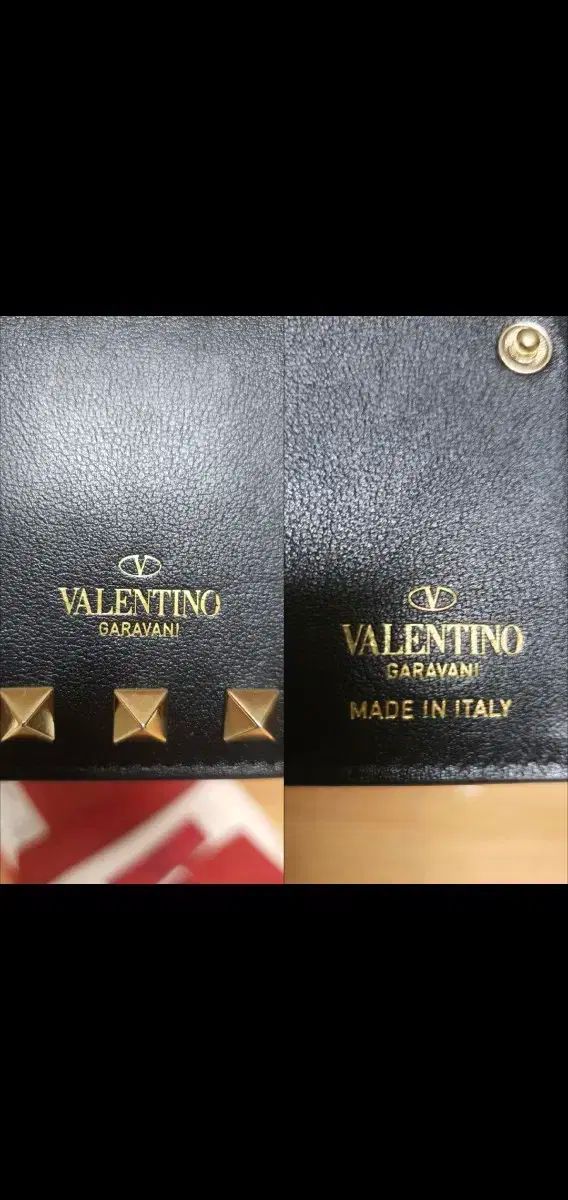 V
VALENTINO
GARAVANI
V
VALENTINO
GARAVANI
MADE IN ITALY